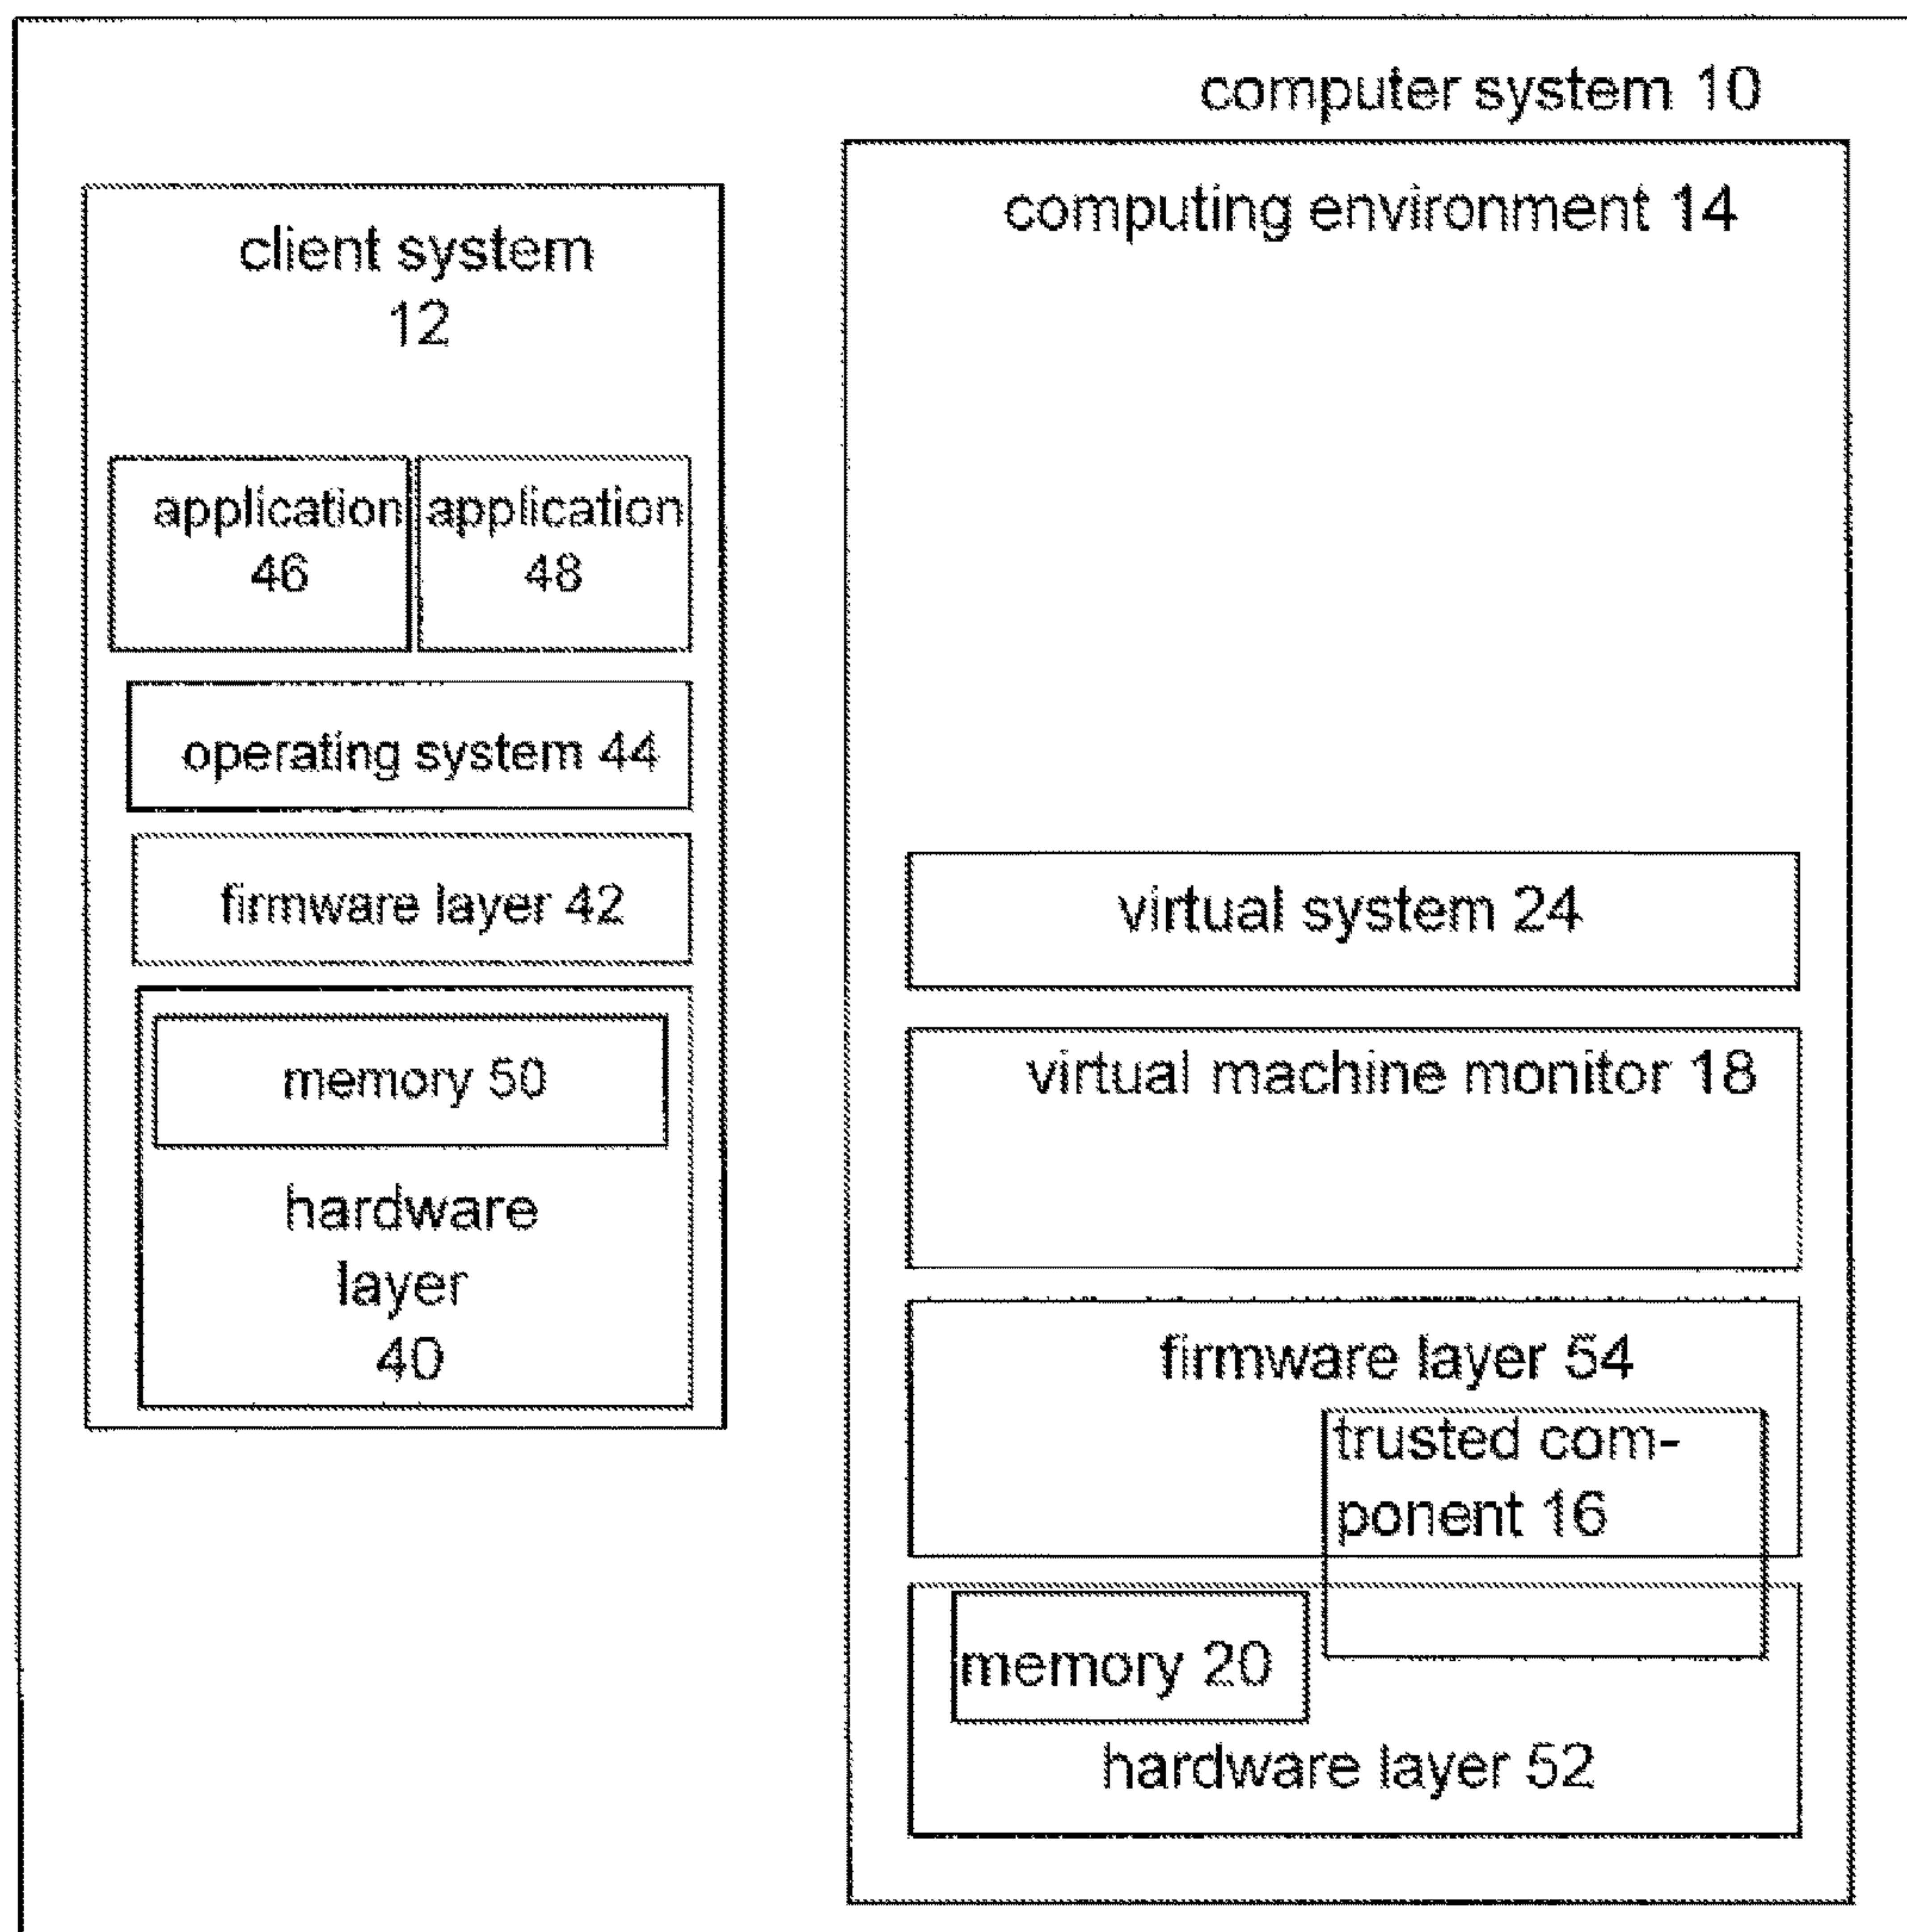 computer system 10
client system
12
application
46
application
48
operating system 44
firmware layer 42
memory 50
hardware
layer
40
computing environment 14
virtual system 24
virtual machine monitor 18
firmware layer 54
trusted com-
ponent 16
memory 20
hardware layer 52